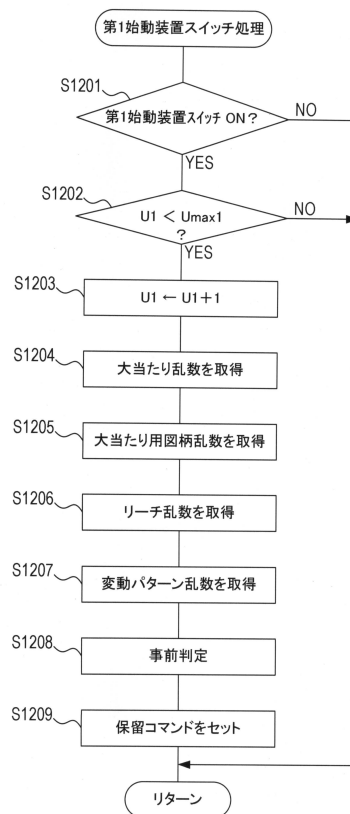 第1始動装置スイッチ処理
S1201
第1始動装置スイッチ ON？
NO
YES
S1202
U1 < Umax1
？
NO
YES
S1203
U1 ← U1+1
S1204
大当たり乱数を取得
S1205
大当たり用図柄乱数を取得
S1206
リーチ乱数を取得
S1207
変動パターン乱数を取得
S1208
事前判定
S1209
保留コマンドをセット
リターン